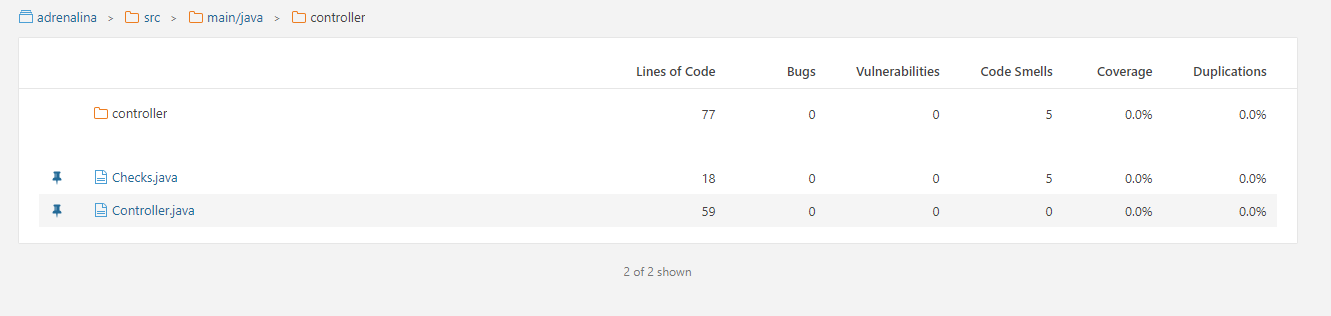 adrenalina > src > main/java > controller
Lines of Code Bugs Vulnerabilities Code Smells Coverage Duplications
controller 77 0 0 5 0.0% 0.0%
Checks.java 18 0 0 5 0.0% 0.0%
Controller.java 59 0 0 0 0.0% 0.0%
2 of 2 shown